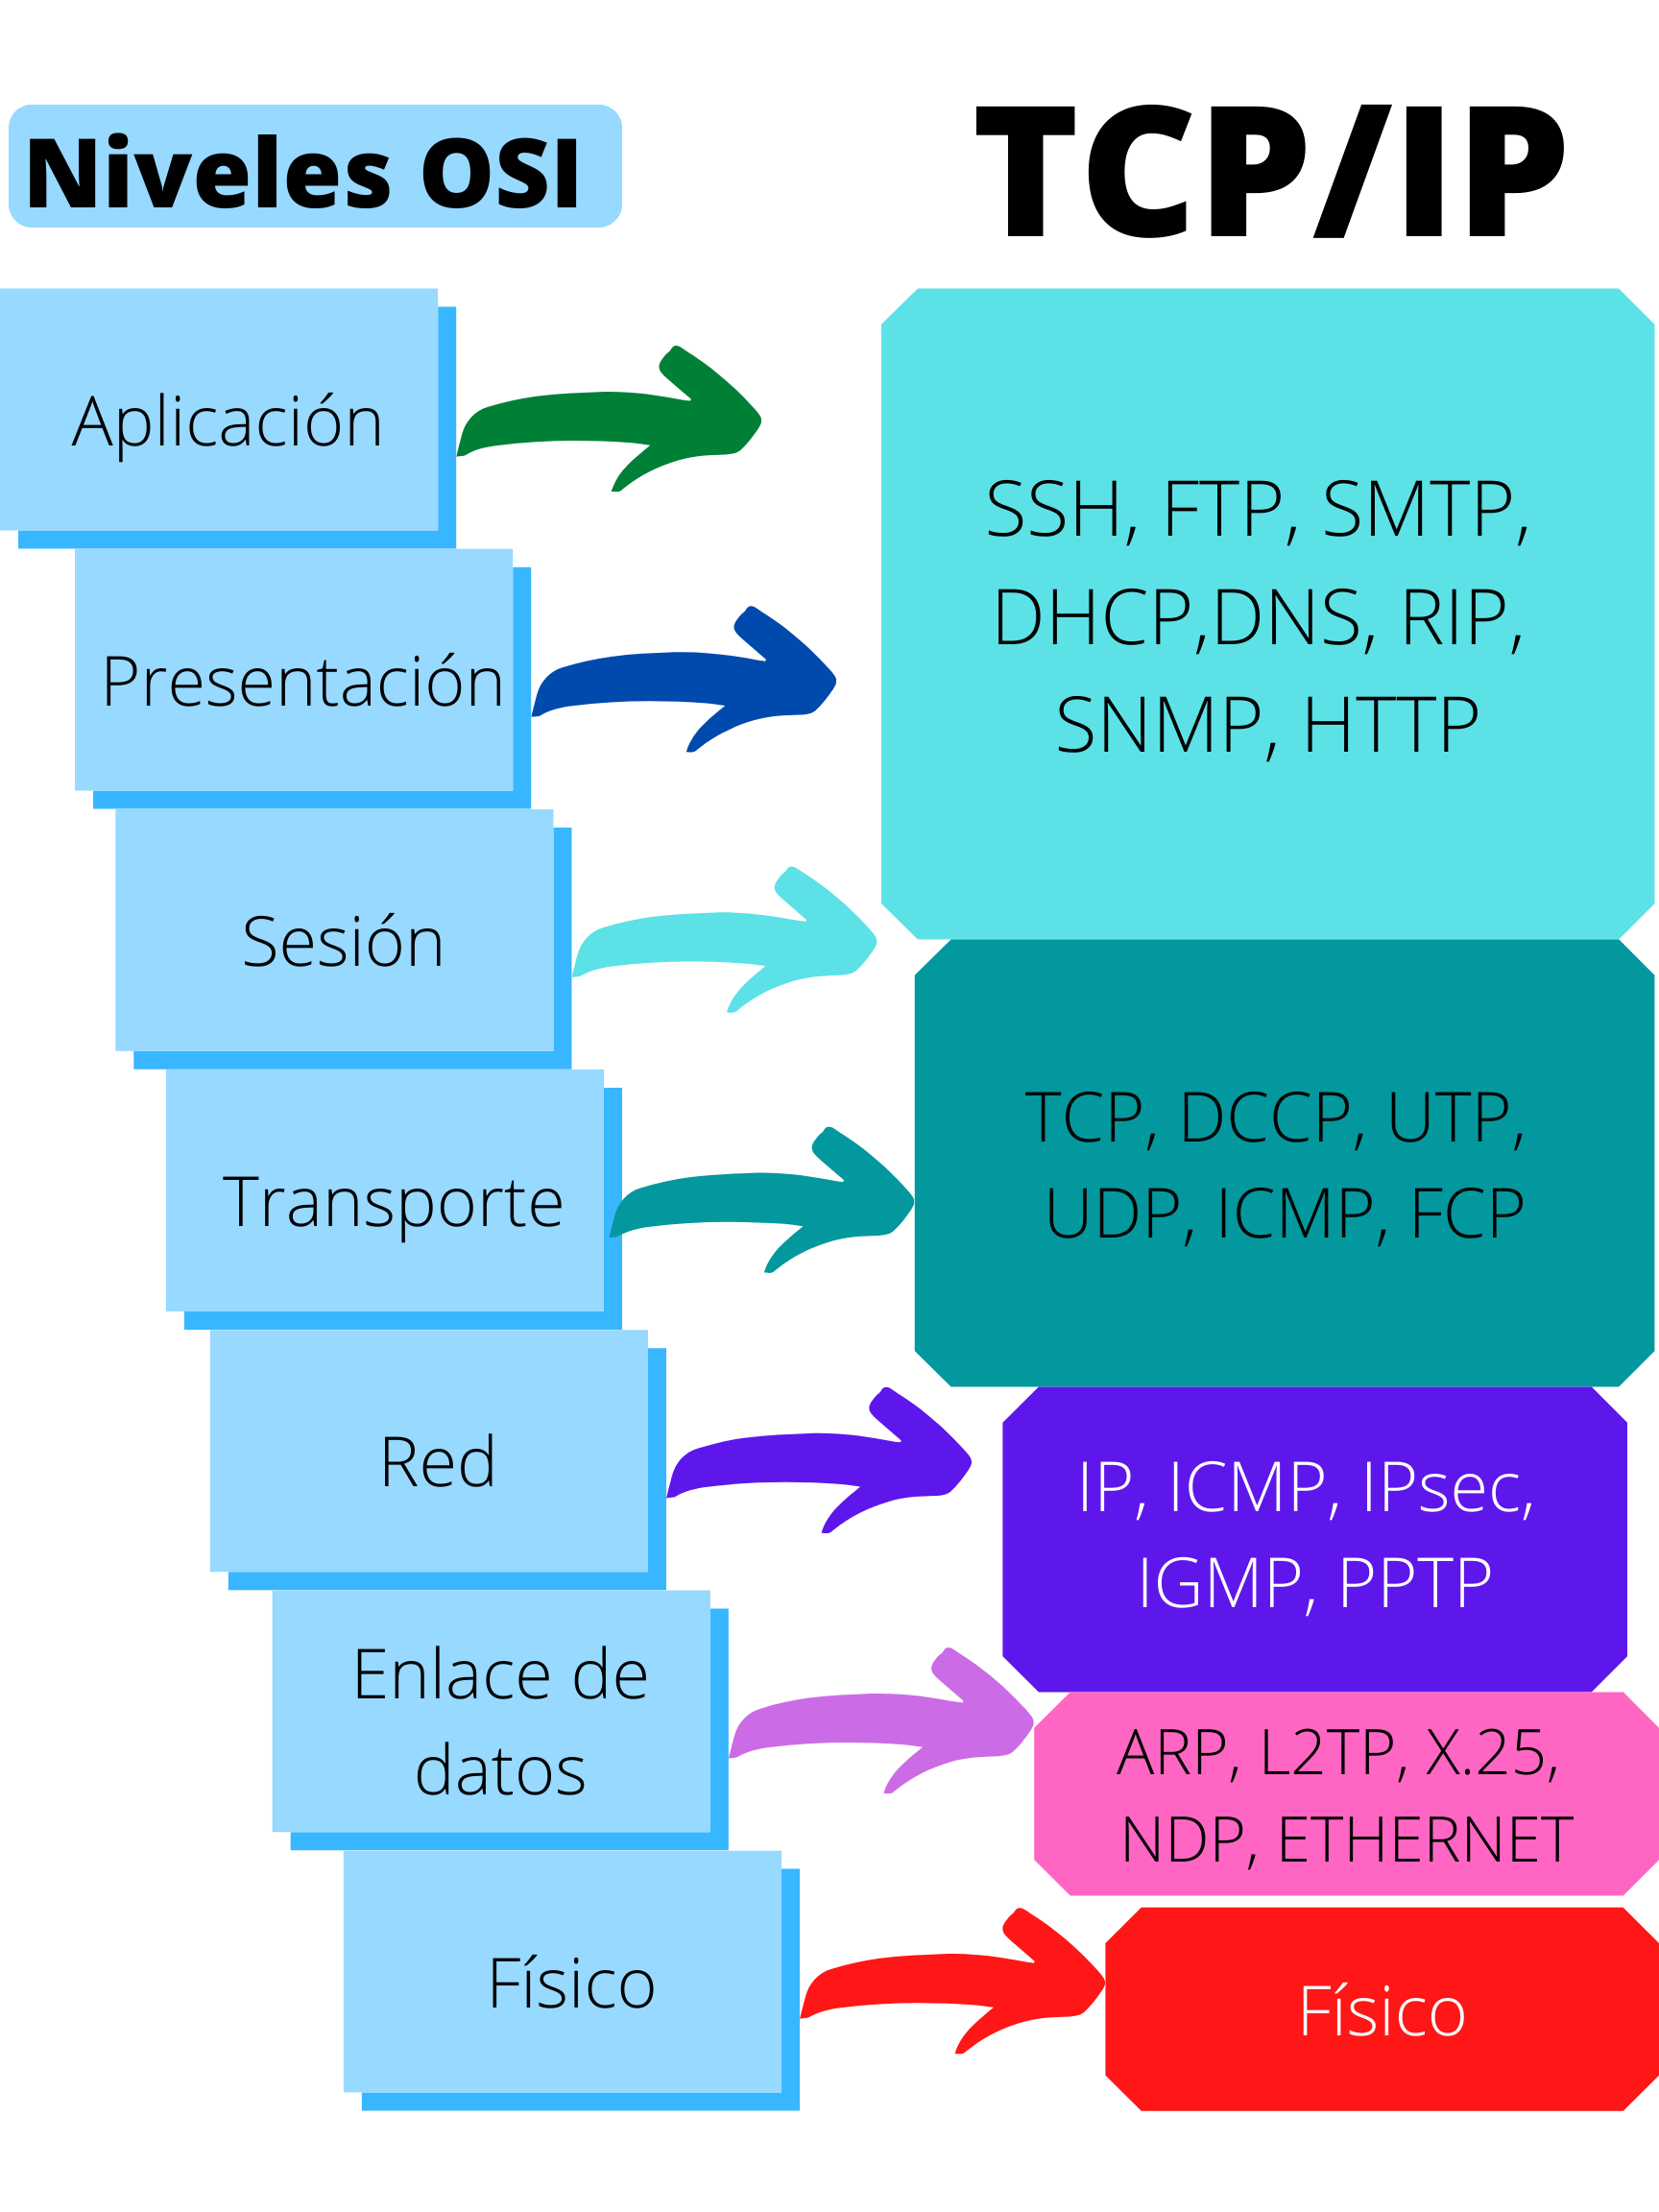 Niveles OSI
TCP/IP
Aplicación
Presentación
Sesión
Transporte
Red
Enlace de
datos
Físico
SSH, FTP, SMTP,
DHCP,DNS, RIP,
SNMP, HTTP
TCP, DCCP, UTP,
UDP, ICMP, FCP
IP, ICMP, IPsec,
IGMP, PPTP
ARP, L2TP, X.25,
NDP, ETHERNET
Físico